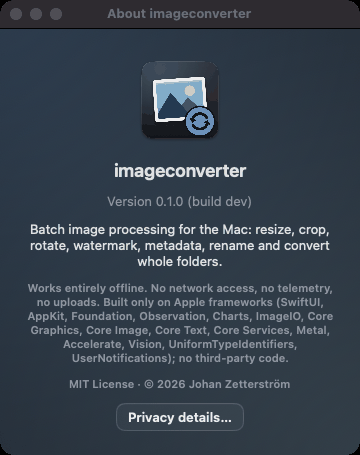 About imageconverter
imageconverter
Version 0.1.0 (build dev)
Batch image processing for the Mac: resize, crop,
rotate, watermark, metadata, rename and convert
whole folders.
Works entirely offline. No network access, no telemetry,
no uploads. Built only on Apple frameworks (SwiftUI,
AppKit, Foundation, Observation, Charts, ImageIO, Core
Graphics, Core Image, Core Text, Core Services, Metal,
Accelerate, Vision, UniformTypeIdentifiers,
UserNotifications); no third-party code.
MIT License · © 2026 Johan Zetterström
Privacy details...